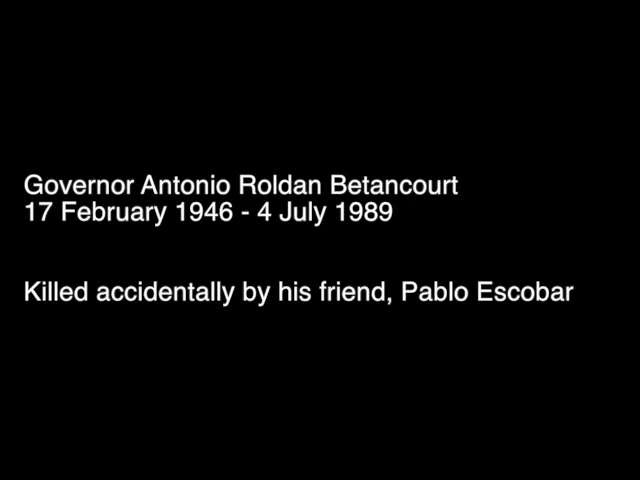 Governor Antonio Roldan Betancourt
17 February 1946 - 4 July 1989
Killed accidentally by his friend, Pablo Escobar